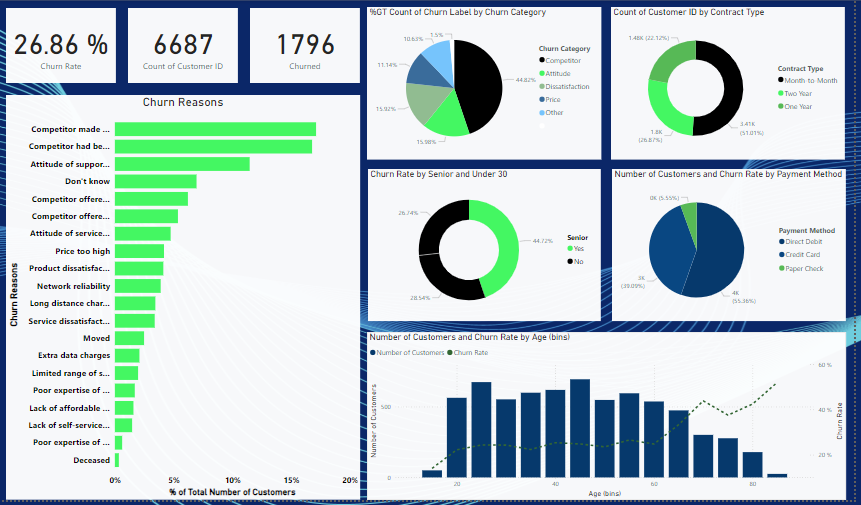 26.86 %
Churn Rate
6687
Count of Customer ID
1796
Churned
Churn Reasons
Churn Reasons
Competitor made ...
Competitor had be...
Attitude of suppor...
Don't know
Competitor offere...
Competitor offere...
Attitude of service...
Price too high
Product dissatisfac...
Network reliability
Long distance char...
Service dissatisfact...
Moved
Extra data charges
Limited range of s...
Poor expertise of ...
Lack of affordable ...
Lack of self-service...
Poor expertise of ...
Deceased
0% 5% 10% 15% 20%
% of Total Number of Customers
%GT Count of Churn Label by Churn Category
1.5%
10.63%
11.14%
15.92%
15.98%
44.82%
Churn Category
Competitor
Attitude
Dissatisfaction
Price
Other
Count of Customer ID by Contract Type
1.48K (22.12%)
1.8K
(26.87%)
3.41K
(51.01%)
Contract Type
Month-to-Month
Two Year
One Year
Churn Rate by Senior and Under 30
26.74%
44.72%
28.54%
Senior
Yes
No
Number of Customers and Churn Rate by Payment Method
0K (5.55%)
3K
(39.09%)
4K
(55.36%)
Payment Method
Direct Debit
Credit Card
Paper Check
Number of Customers and Churn Rate by Age (bins)
Number of Customers Churn Rate
Number of Customers
500
0
60 %
40 %
20 %
Churn Rate
20 40 60 80
Age (bins)